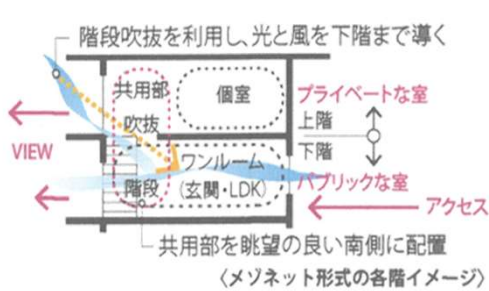 階段吹抜を利用し、光と風を下階まで導く
共用部
個室
プライベートな室
吹抜
上階
下階
VIEW
ワンルーム
階段
(玄関・LDK)
パブリックな室
アクセス
共用部を眺望の良い南側に配置
〈メゾネット形式の各階イメージ〉